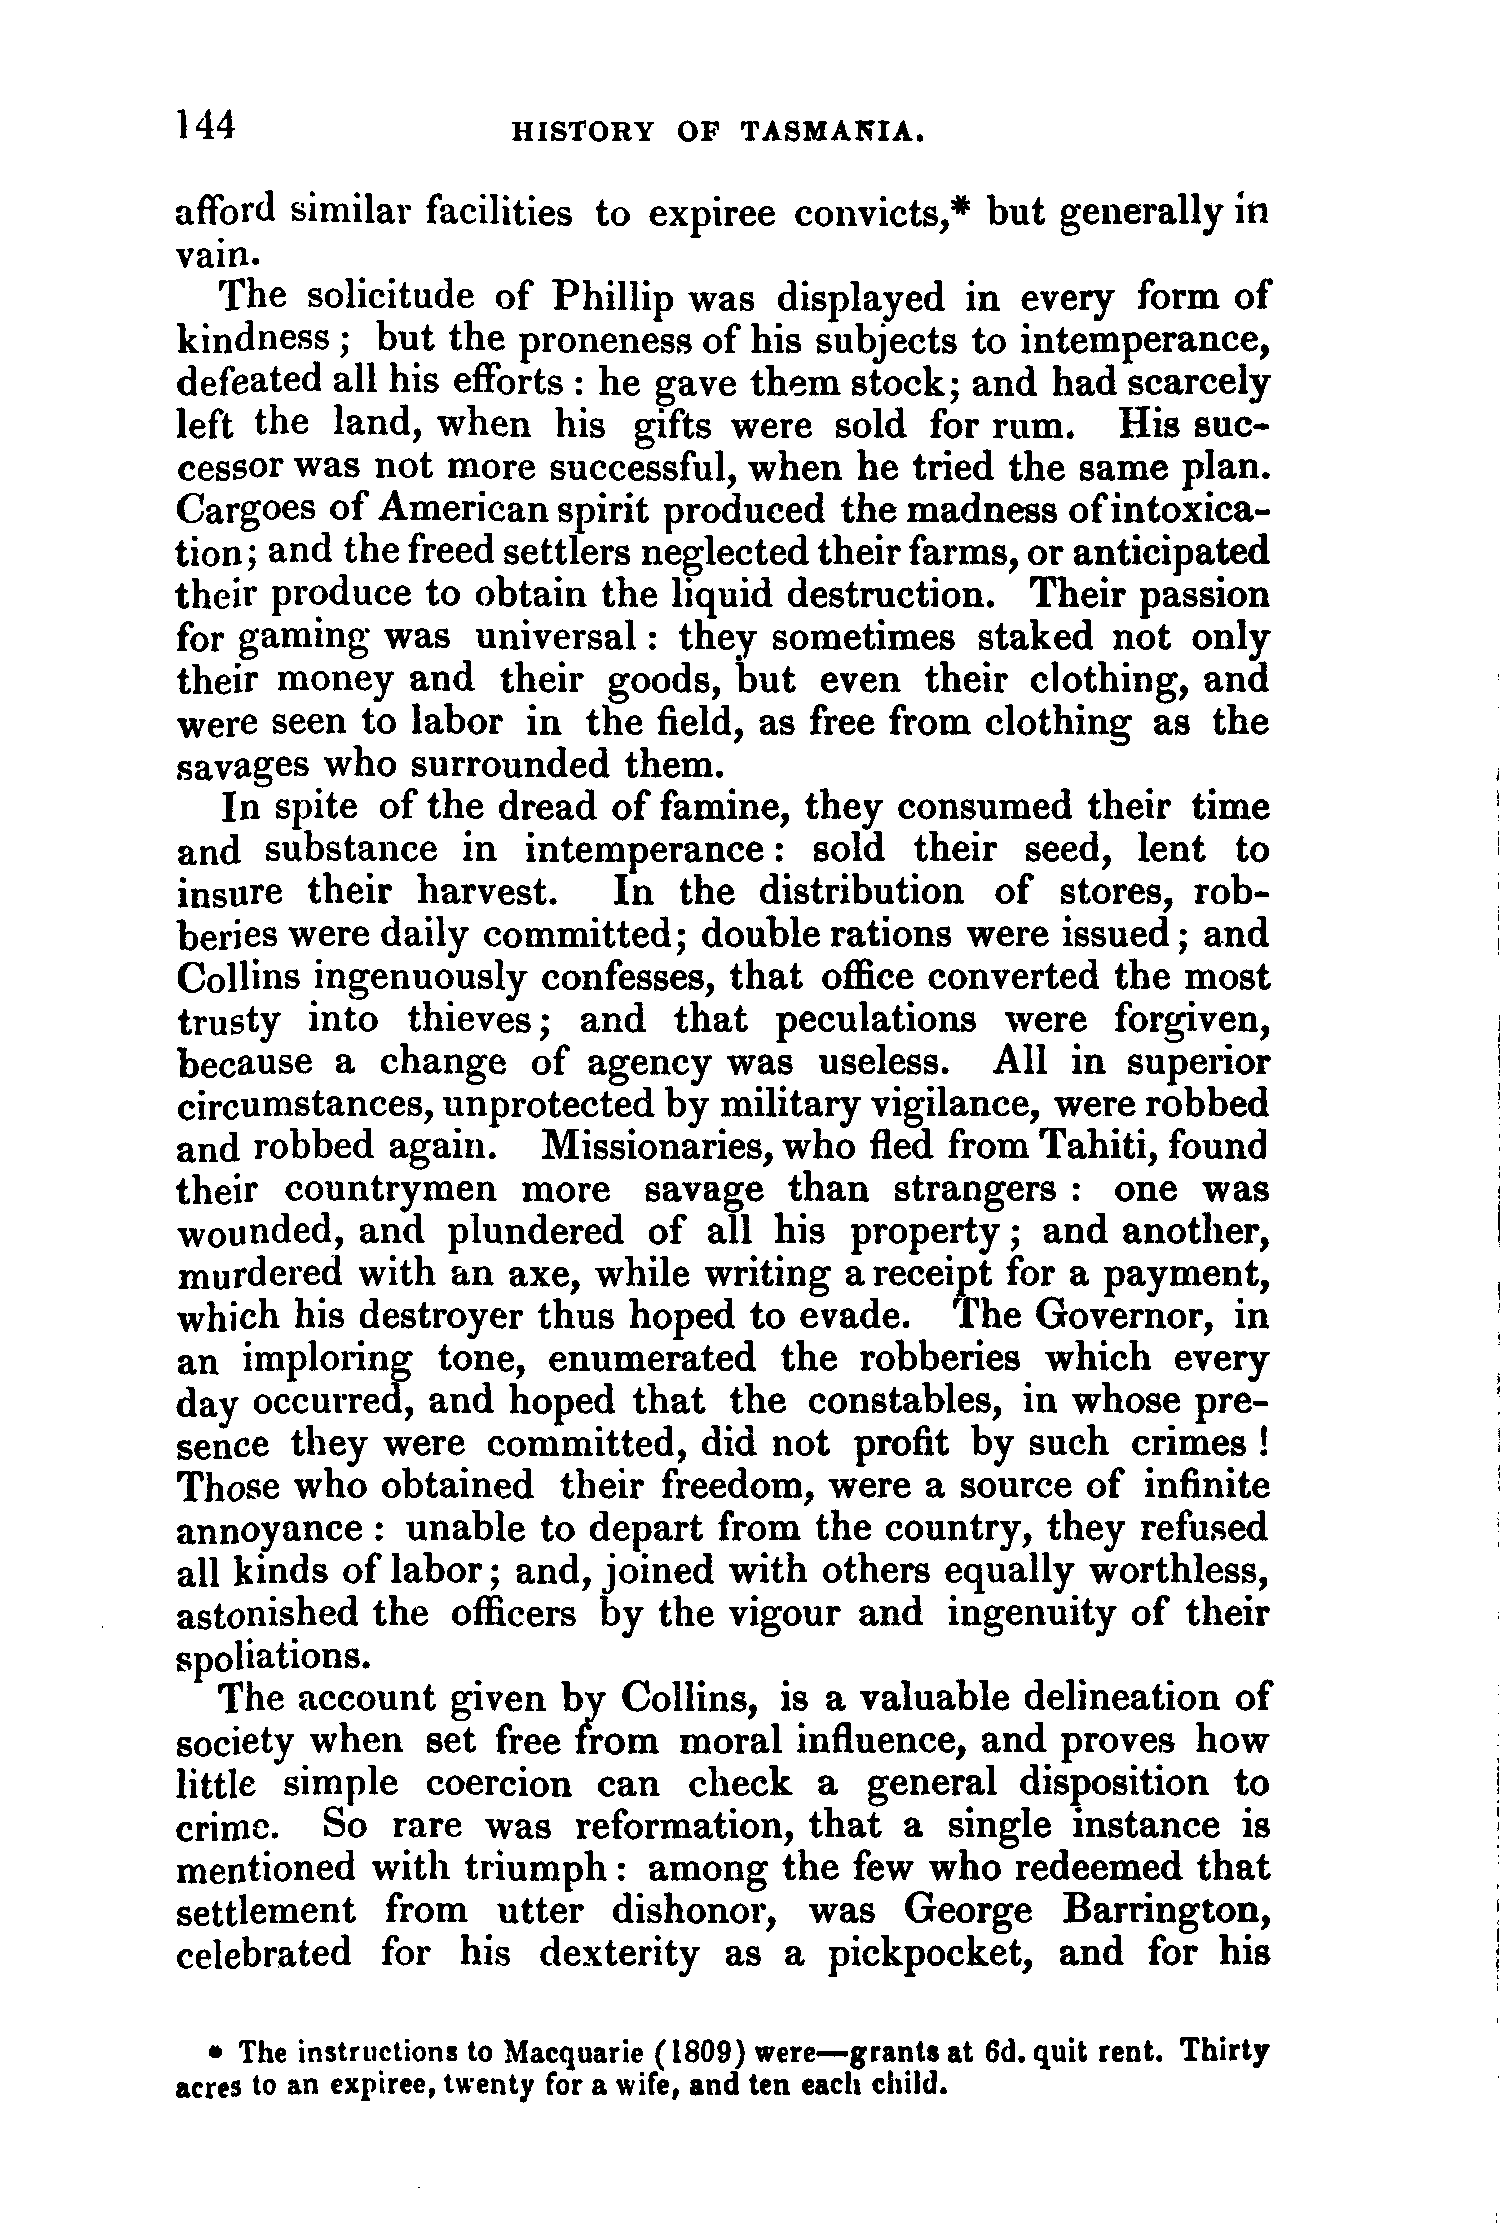 144 HISTORY OF TASMANIA.
afford similar facilities to expiree convicts,* but generally in
vain.
The solicitude of Phillip was displayed in every form of
kindness ; but the proneness of his subjects to intemperance,
defeated all his efforts : he gave them stock; and had scarcely
left the land, when his gifts were sold for rum. His suc-
cessor was not more successful, when he tried the same plan.
Cargoes of American spirit produced the madness of intoxica-
tion; and the freed settlers neglected their farms, or anticipated
their produce to obtain the liquid destruction. Their passion
for gaming was universal : they sometimes staked not only
their money and their goods, but even their clothing, and
were seen to labor in the field, as free from clothing as the
savages who surrounded them.
In spite of the dread of famine, they consumed their time
and substance in intemperance : sold their seed, lent to
insure their harvest. In the distribution of stores, rob-
beries were daily committed; double rations were issued ; and
Collins ingenuously confesses, that office converted the most
trusty into thieves; and that peculations were forgiven,
because a change of agency was useless. All in superior
circumstances, unprotected by military vigilance, were robbed
and robbed again. Missionaries, who fled from Tahiti, found
their countrymen more savage than strangers : one was
wounded, and plundered of all his property ; and another,
murdered with an axe, while writing a receipt for a payment,
which his destroyer thus hoped to evade. The Governor, in
an imploring tone, enumerated the robberies which every
day occurred, and hoped that the constables, in whose pre-
sence they were committed, did not profit by such crimes !
Those who obtained their freedom, were a source of infinite
annoyance : unable to depart from the country, they refused
all kinds of labor; and, joined with others equally worthless,
astonished the officers by the vigour and ingenuity of their
spoliations.
The account given by Collins, is a valuable delineation of
society when set free from moral influence, and proves how
little simple coercion can check a general disposition to
crime. So rare was reformation, that a single instance is
mentioned with triumph : among the few who redeemed that
settlement from utter dishonor, was George Barrington,
celebrated for his dexterity as a pickpocket, and for his
* The instructions to Macquarie (1809) were—grants at 6d. quit rent. Thirty
acres to an expiree, twenty for a wife, and ten each child.